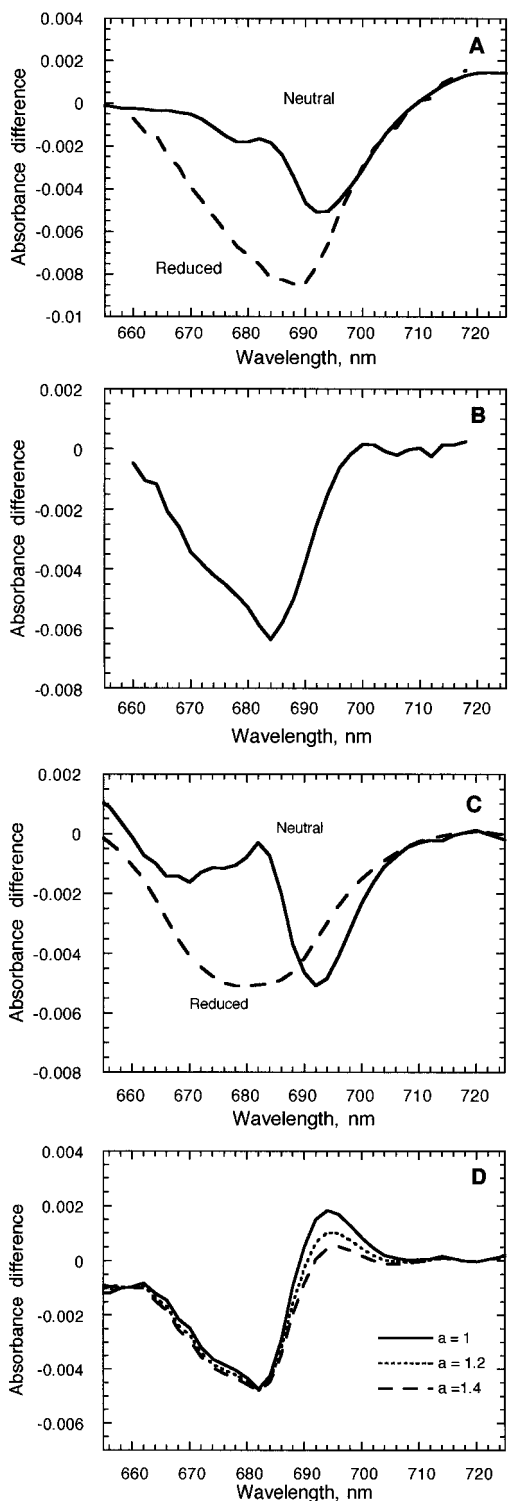 A
0.004
0.002
0
-0.002
-0.004
-0.006
-0.008
-0.01
Absorbance difference
Neutral
Reduced
660 670 680 690 700 710 720
Wavelength, nm
B
0.002
0
-0.002
-0.004
-0.006
-0.008
Absorbance difference
660 670 680 690 700 710 720
Wavelength, nm
C
0.002
0
-0.002
-0.004
-0.006
-0.008
Absorbance difference
Neutral
Reduced
660 670 680 690 700 710 720
Wavelength, nm
D
0.004
0.002
0
-0.002
-0.004
-0.006
Absorbance difference
a = 1
a = 1.2
a =1.4
660 670 680 690 700 710 720
Wavelength, nm